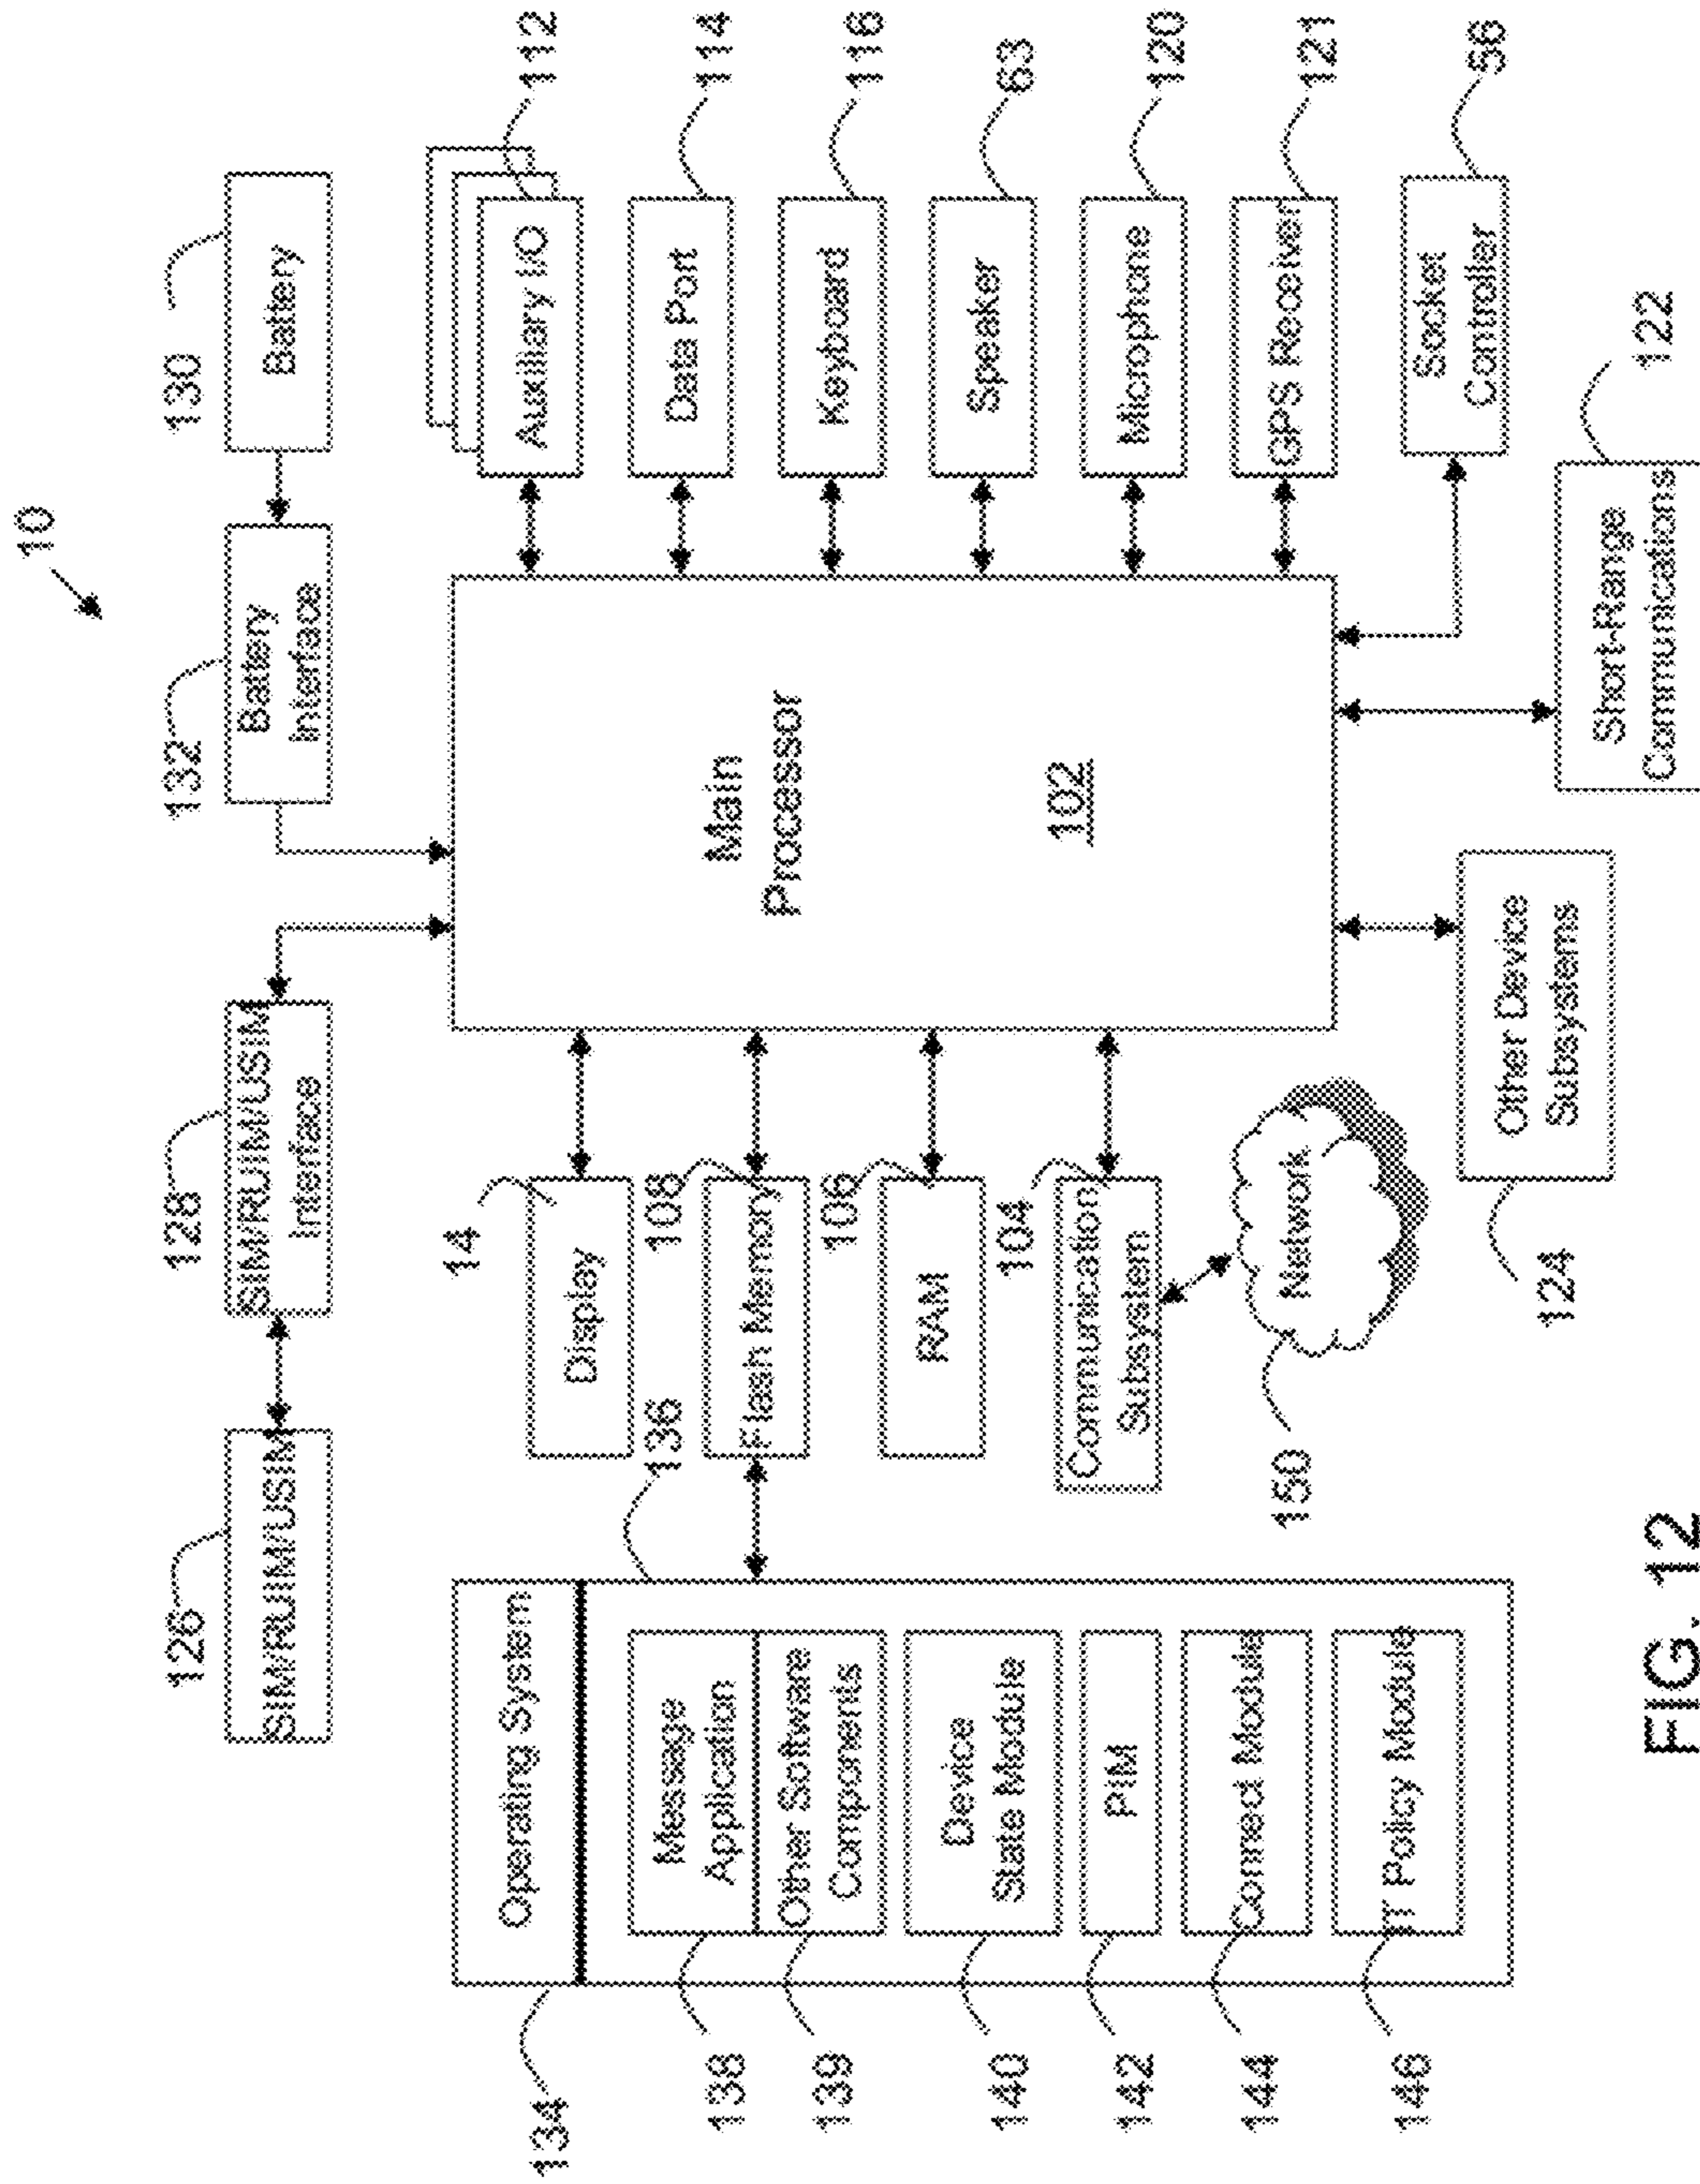 10
126
128
132
130
SIM/RUIM/USIM
SIM/RUIM/USIM
Interface
Battery
Interface
Battery
134
Operating System
136
14
Display
Main
Processor
102
Auxiliary I/O
112
138
Message
Application
108
Flash Memory
Data Port
114
139
Other Software
Components
106
RAM
Keyboard
116
140
Device
State Module
104
Communication
Subsystem
Speaker
63
142
PIM
Microphone
120
144
Connect Module
150
Network
GPS Receiver
121
146
IT Policy Module
124
Other Device
Subsystems
Socket
Controller
56
Short-Range
Communications
122
FIG. 12